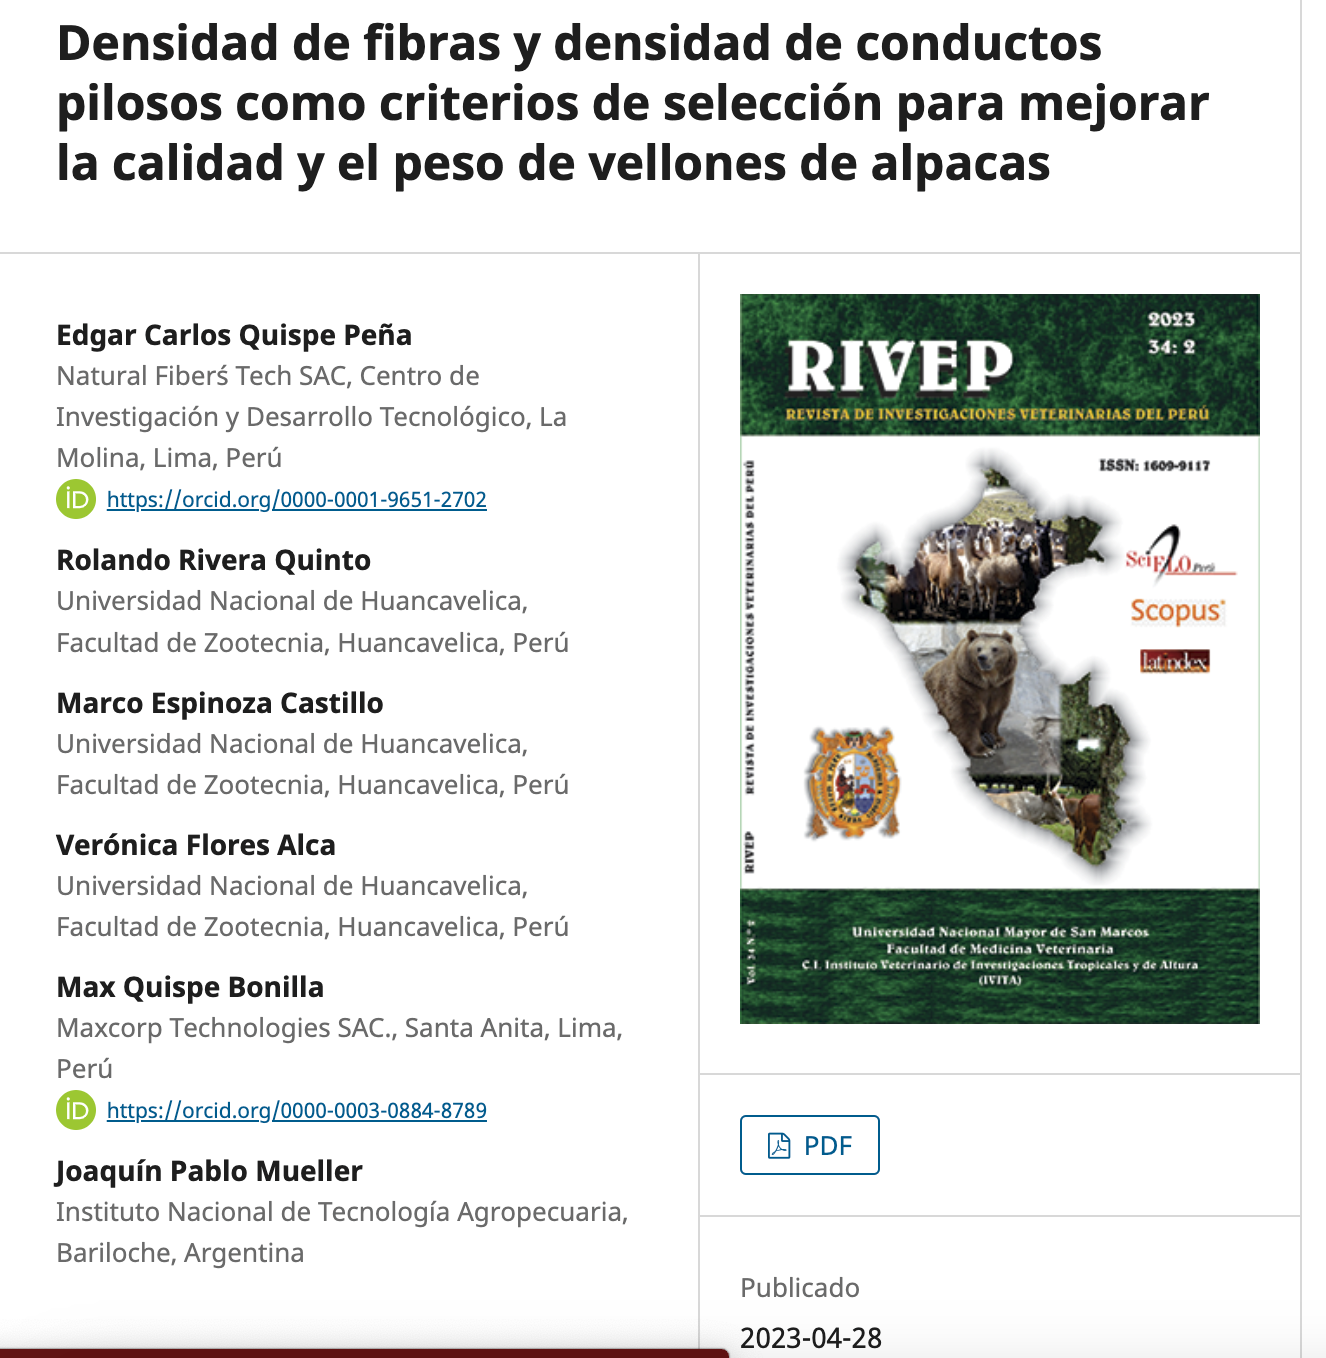 Densidad de fibras y densidad de conductos
pilosos como criterios de selección para mejorar
la calidad y el peso de vellones de alpacas
Edgar Carlos Quispe Peña
Natural Fiberś Tech SAC, Centro de
Investigación y Desarrollo Tecnológico, La
Molina, Lima, Perú
iD https://orcid.org/0000-0001-9651-2702
Rolando Rivera Quinto
Universidad Nacional de Huancavelica,
Facultad de Zootecnia, Huancavelica, Perú
Marco Espinoza Castillo
Universidad Nacional de Huancavelica,
Facultad de Zootecnia, Huancavelica, Perú
Verónica Flores Alca
Universidad Nacional de Huancavelica,
Facultad de Zootecnia, Huancavelica, Perú
Max Quispe Bonilla
Maxcorp Technologies SAC., Santa Anita, Lima,
Perú
iD https://orcid.org/0000-0003-0884-8789
Joaquín Pablo Mueller
Instituto Nacional de Tecnología Agropecuaria,
Bariloche, Argentina
2023
34: 2
RIVEP
REVISTA DE INVESTIGACIONES VETERINARIAS DEL PERÚ
ISSN: 1609-9117
REVISTA DE INVESTIGACIONES VETERINARIAS DEL PERÚ
SciELO Perú
Scopus
latindex
RIVEP
Vol. 34 N° 2
Universidad Nacional Mayor de San Marcos
Facultad de Medicina Veterinaria
C.I. Instituto Veterinario de Investigaciones Tropicales y de Altura
(IVITA)
PDF
Publicado
2023-04-28